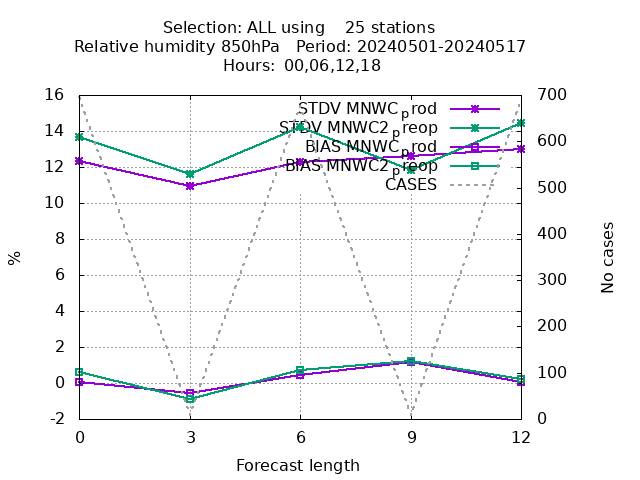 Selection: ALL using    25 stations
Relative humidity 850hPa   Period: 20240501-20240517
Hours: 00,06,12,18
STDV MNWC_prod
STDV MNWC2_preop
BIAS MNWC_prod
BIAS MNWC2_preop
CASES
16
14
12
10
8
6
4
2
0
-2
%
700
600
500
400
300
200
100
0
No cases
0 3 6 9 12
Forecast length